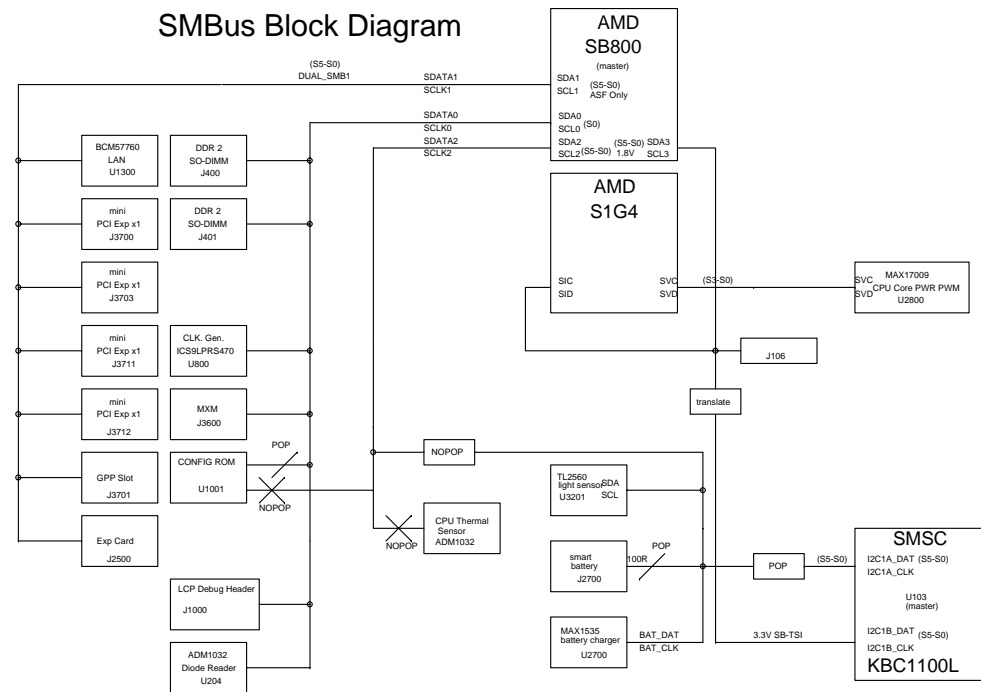 SMBus Block Diagram
AMD
SB800
(master)
SDA1
SCL1
(S5-S0)
ASF Only
SDA0
SCL0
(S0)
SDA2
SCL2
(S5-S0)
(S5-S0)
1.8V
SDA3
SCL3
(S5-S0)
DUAL_SMB1
SDATA1
SCLK1
SDATA0
SCLK0
SDATA2
SCLK2
BCM57760
LAN
U1300
DDR 2
SO-DIMM
J400
mini
PCI Exp x1
J3700
DDR 2
SO-DIMM
J401
mini
PCI Exp x1
J3703
mini
PCI Exp x1
J3711
CLK. Gen.
ICS9LPRS470
U800
mini
PCI Exp x1
J3712
MXM
J3600
GPP Slot
J3701
CONFIG ROM
U1001
POP
NOPOP
Exp Card
J2500
LCP Debug Header
J1000
ADM1032
Diode Reader
U204
AMD
S1G4
SIC
SID
SVC
SVD
(S3-S0)
SVC
SVD
MAX17009
CPU Core PWR PWM
U2800
J106
translate
NOPOP
NOPOP
CPU Thermal
Sensor
ADM1032
TL2560
light sensor
U3201
SDA
SCL
smart
battery
J2700
100R
POP
MAX1535
battery charger
U2700
BAT_DAT
BAT_CLK
POP
(S5-S0)
3.3V SB-TSI
SMSC
I2C1A_DAT (S5-S0)
I2C1A_CLK
U103
(master)
I2C1B_DAT (S5-S0)
I2C1B_CLK
KBC1100L